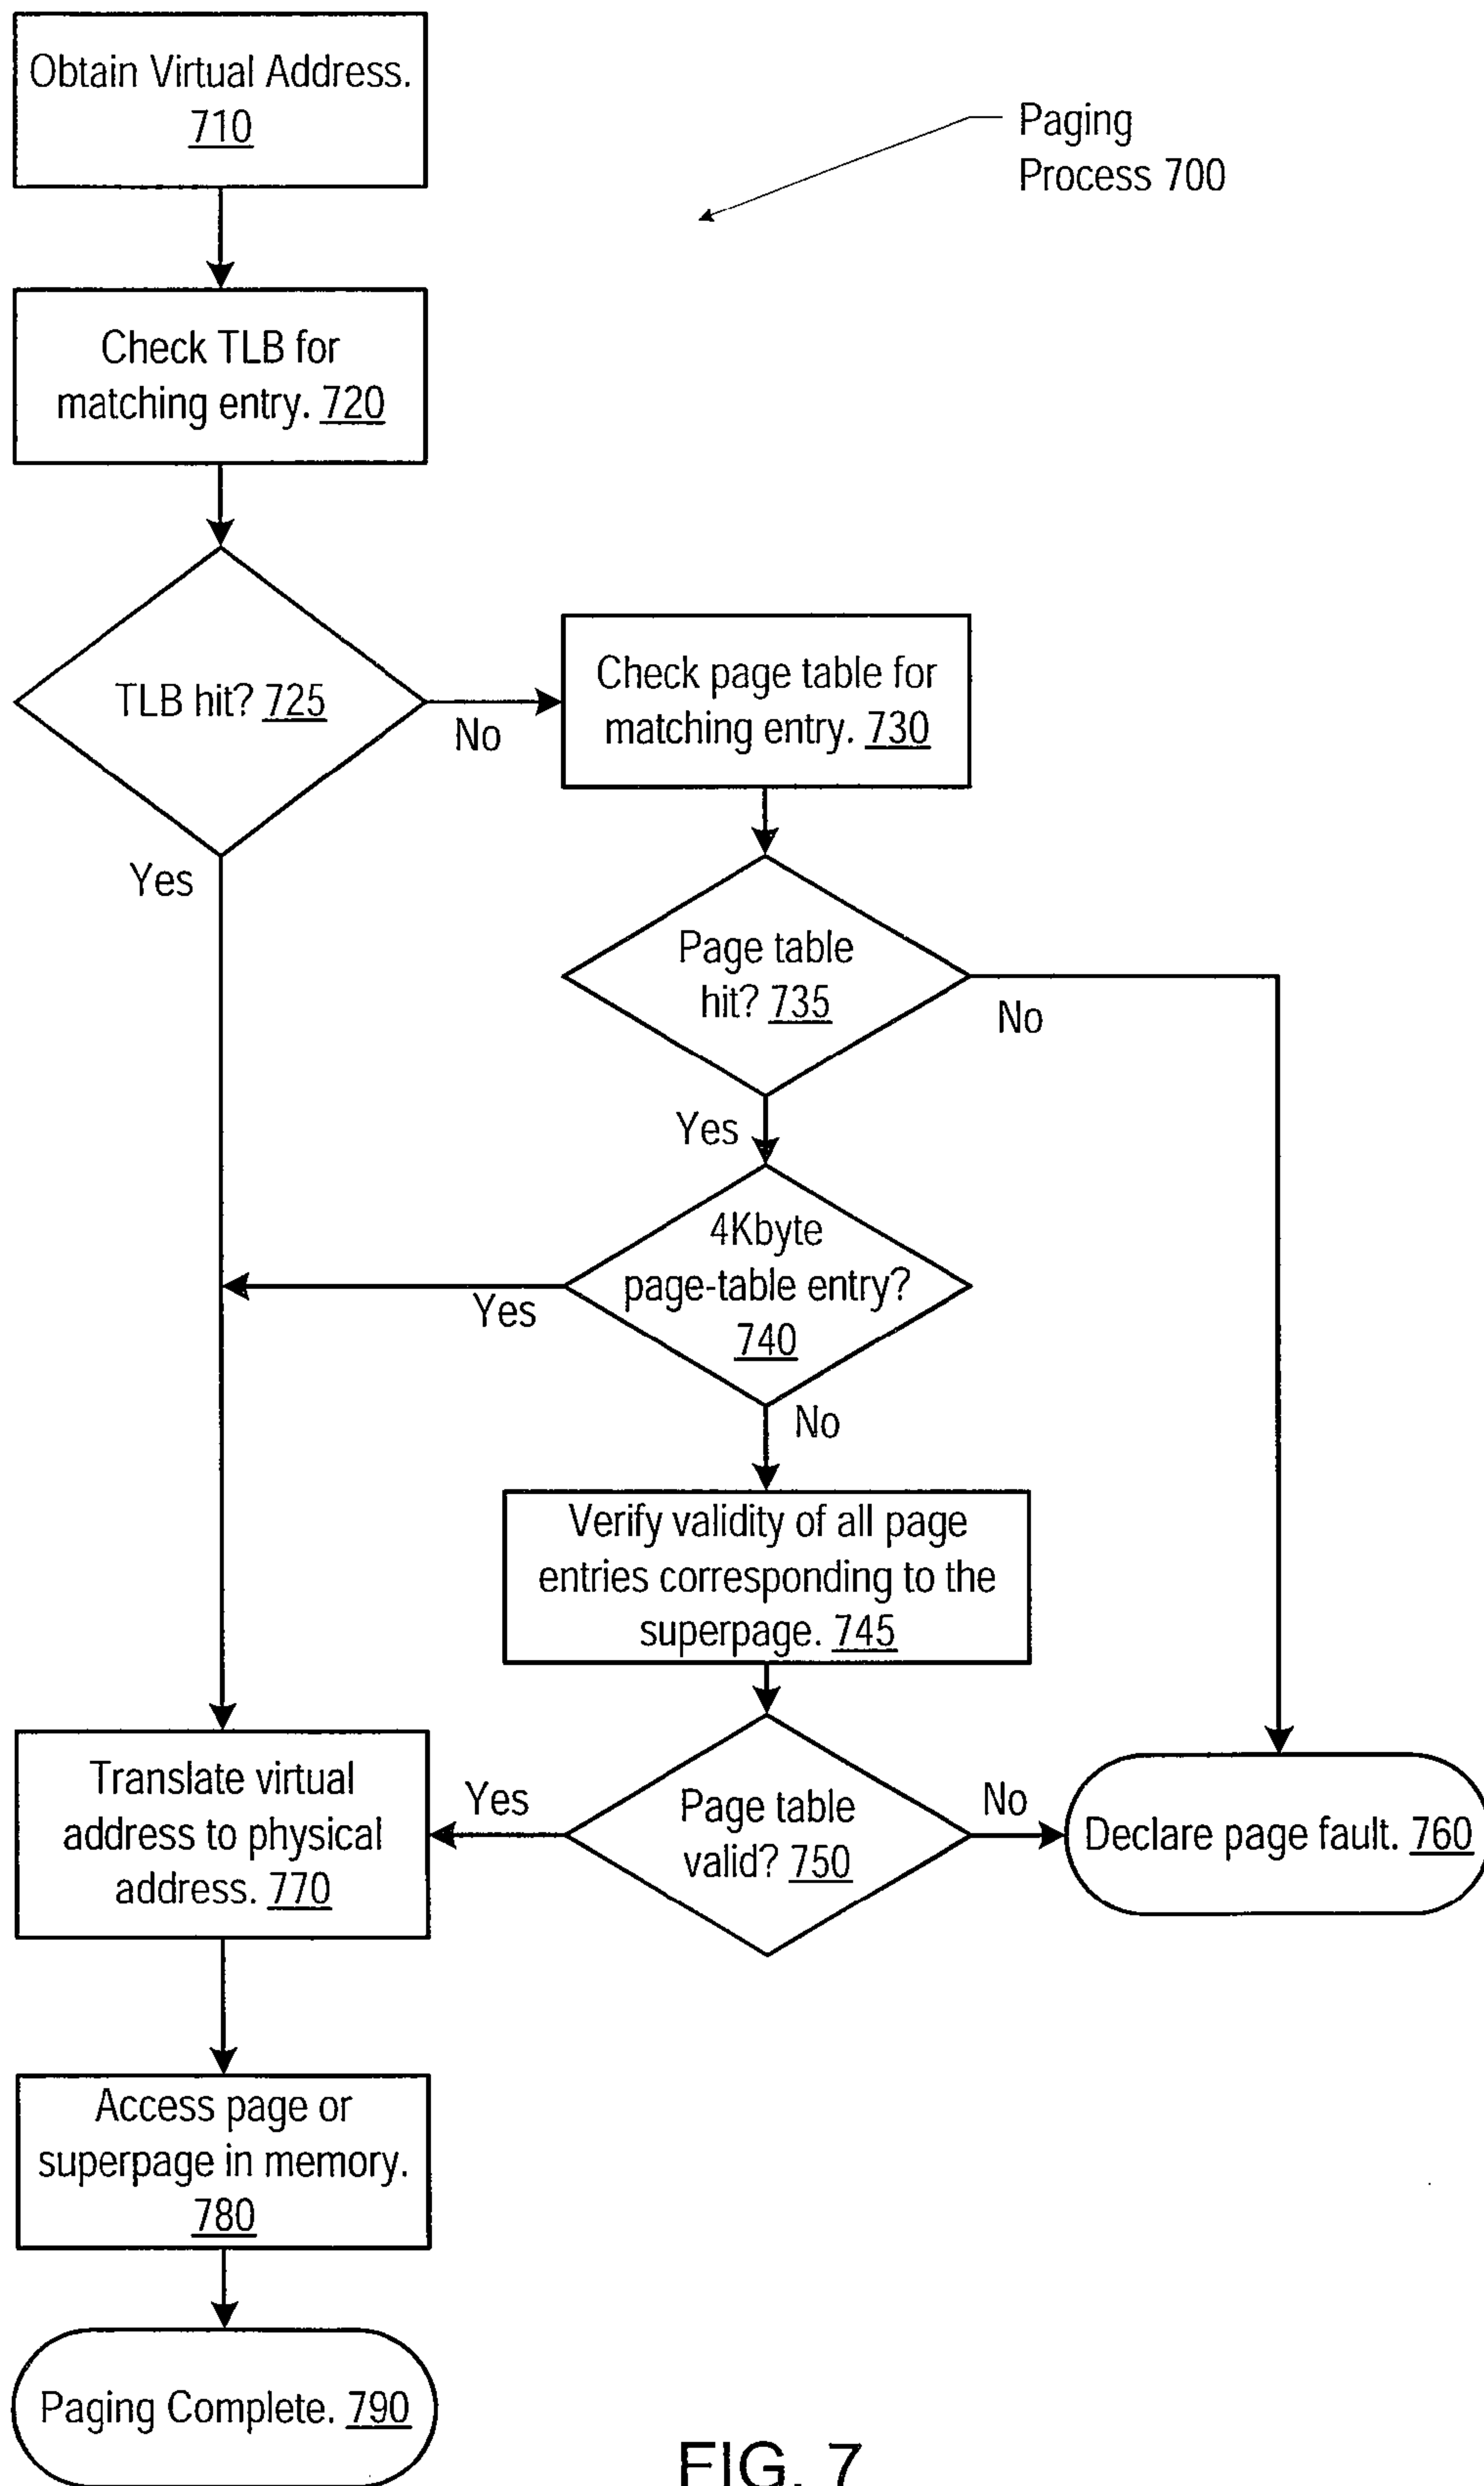 Obtain Virtual Address.
710
Paging
Process 700
Check TLB for
matching entry. 720
TLB hit? 725
No
Yes
Check page table for
matching entry. 730
Page table
hit? 735
No
Yes
4Kbyte
page-table entry?
740
Yes
No
Verify validity of all page
entries corresponding to the
superpage. 745
Translate virtual
address to physical
address. 770
Yes
Page table
valid? 750
No
Declare page fault. 760
Access page or
superpage in memory.
780
Paging Complete. 790
FIG. 7